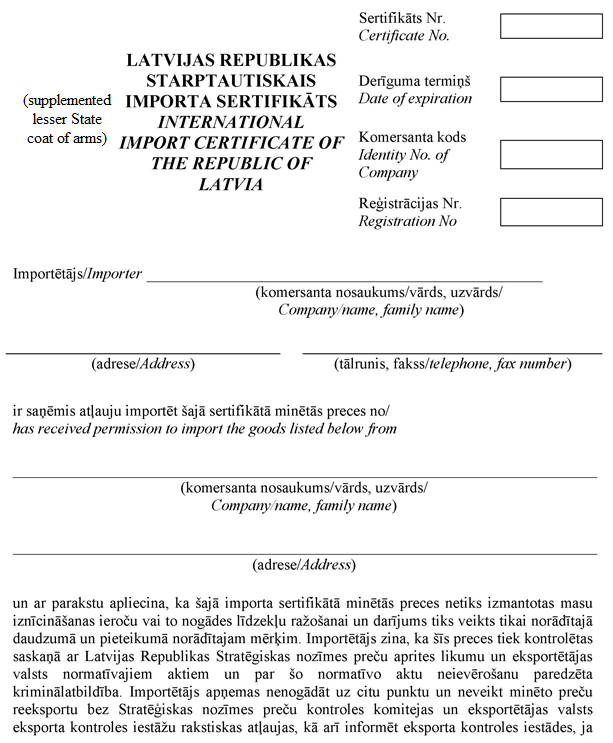 (supplemented
lesser State
coat of arms)
LATVIJAS REPUBLIKAS
STARPTAUTISKAIS
IMPORTA SERTIFIKĀTS
INTERNATIONAL
IMPORT CERTIFICATE OF
THE REPUBLIC OF
LATVIA
Sertifikāts Nr.
Certificate No.
Derīguma termiņš
Date of expiration
Komersanta kods
Identity No. of
Company
Reģistrācijas Nr.
Registration No
Importētājs/Importer
(komersanta nosaukums/vārds, uzvārds/
Company/name, family name)
(adrese/Address)
(tālrunis, fakss/telephone, fax number)
ir saņēmis atļauju importēt šajā sertifikātā minētās preces no/
has received permission to import the goods listed below from
(komersanta nosaukums/vārds, uzvārds/
Company/name, family name)
(adrese/Address)
un ar parakstu apliecina, ka šajā importa sertifikātā minētās preces netiks izmantotas masu
iznīcināšanas ieroču vai to nogādes līdzekļu ražošanai un darījums tiks veikts tikai norādītajā
daudzumā un pieteikumā norādītajam mērķim. Importētājs zina, ka šīs preces tiek kontrolētas
saskaņā ar Latvijas Republikas Stratēģiskas nozīmes preču aprites likumu un eksportētājas
valsts normatīvajiem aktiem un par šo normatīvo aktu neievērošanu paredzēta
kriminālatbildība. Importētājs apņemas nenogādāt uz citu punktu un neveikt minēto preču
reeksportu bez Stratēģiskas nozīmes preču kontroles komitejas un eksportētājas valsts
eksporta kontroles iestāžu rakstiskas atļaujas, kā arī informēt eksporta kontroles iestādes, ja